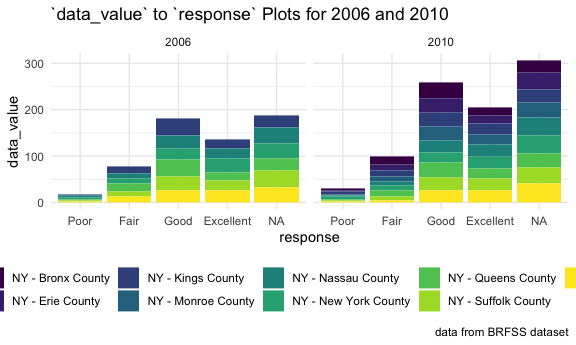 `data_value` to `response` Plots for 2006 and 2010
2006
2010
data_value
300
200
100
0
Poor Fair Good Excellent NA
Poor Fair Good Excellent NA
response
NY - Bronx County NY - Kings County NY - Nassau County NY - Queens County
NY - Erie County NY - Monroe County NY - New York County NY - Suffolk County
data from BRFSS dataset